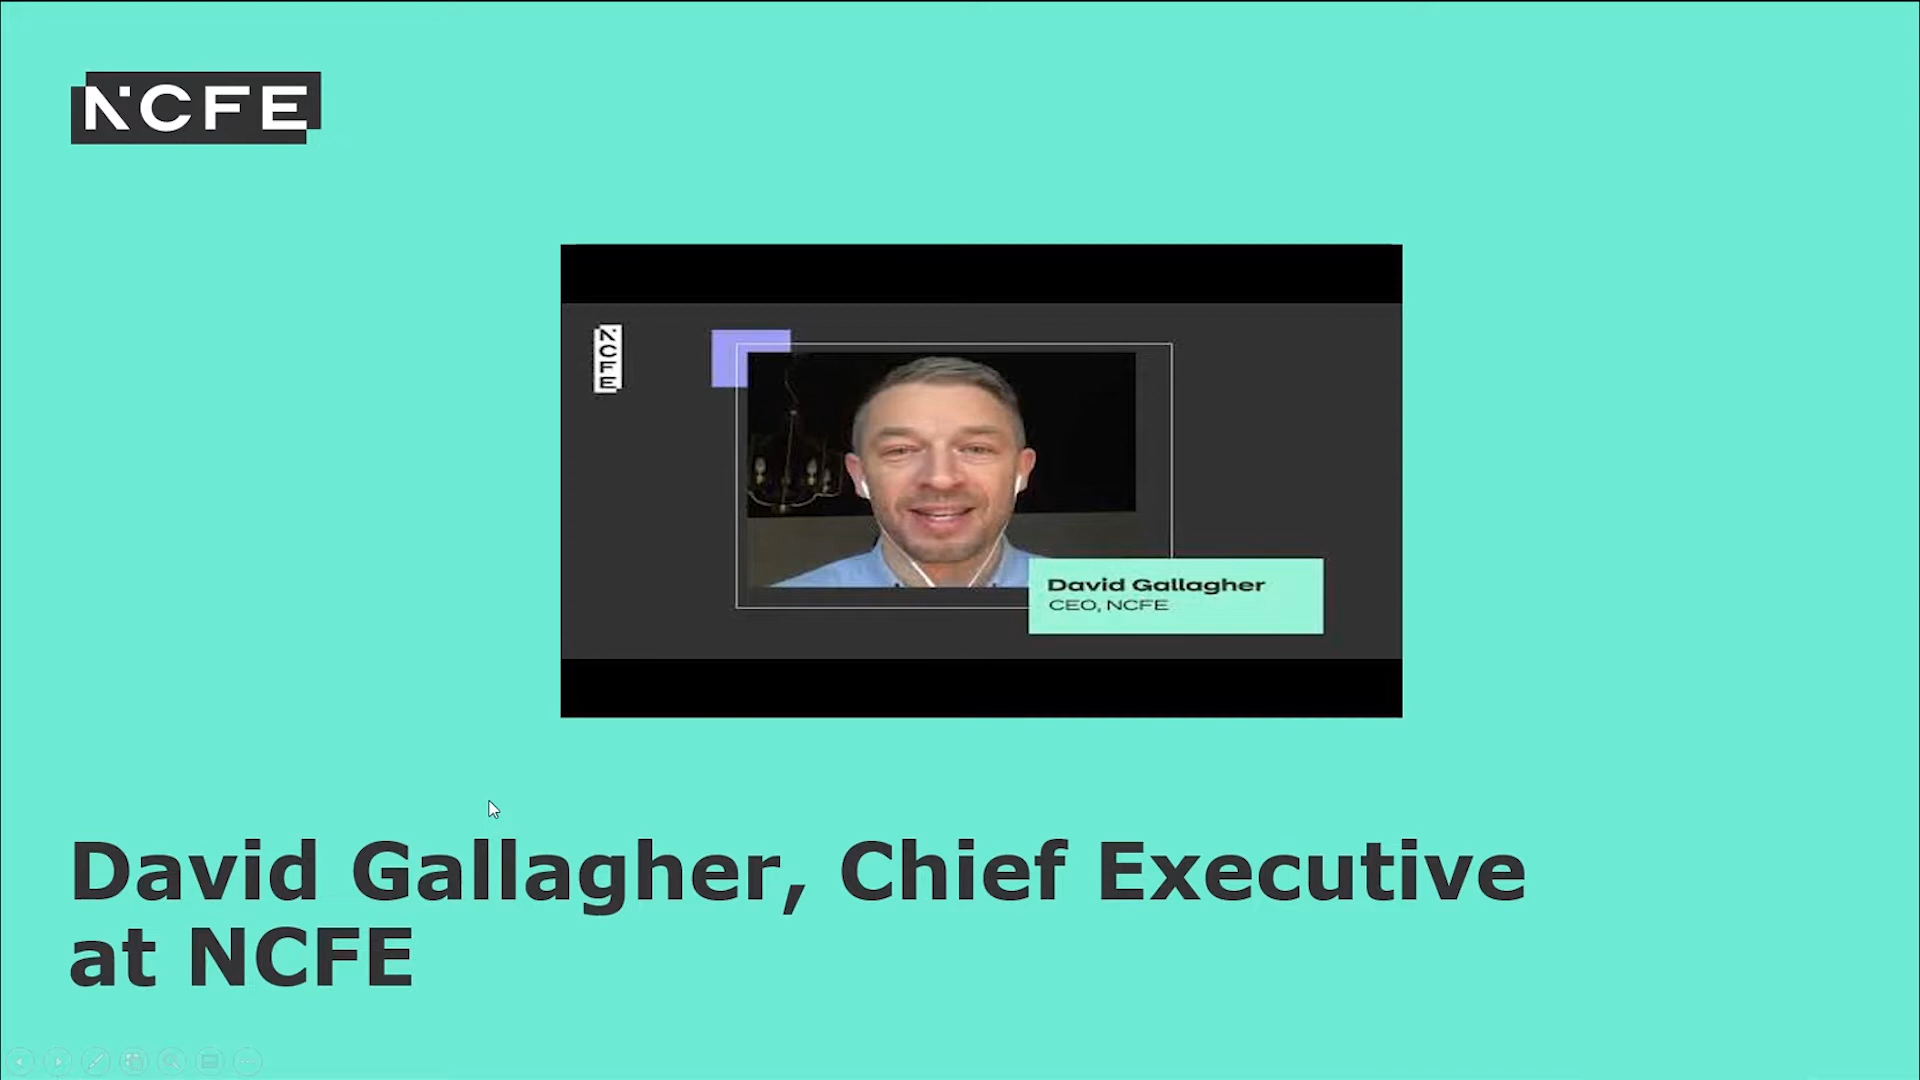 NCFE
NCFE
David Gallagher
CEO, NCFE
David Gallagher, Chief Executive
at NCFE